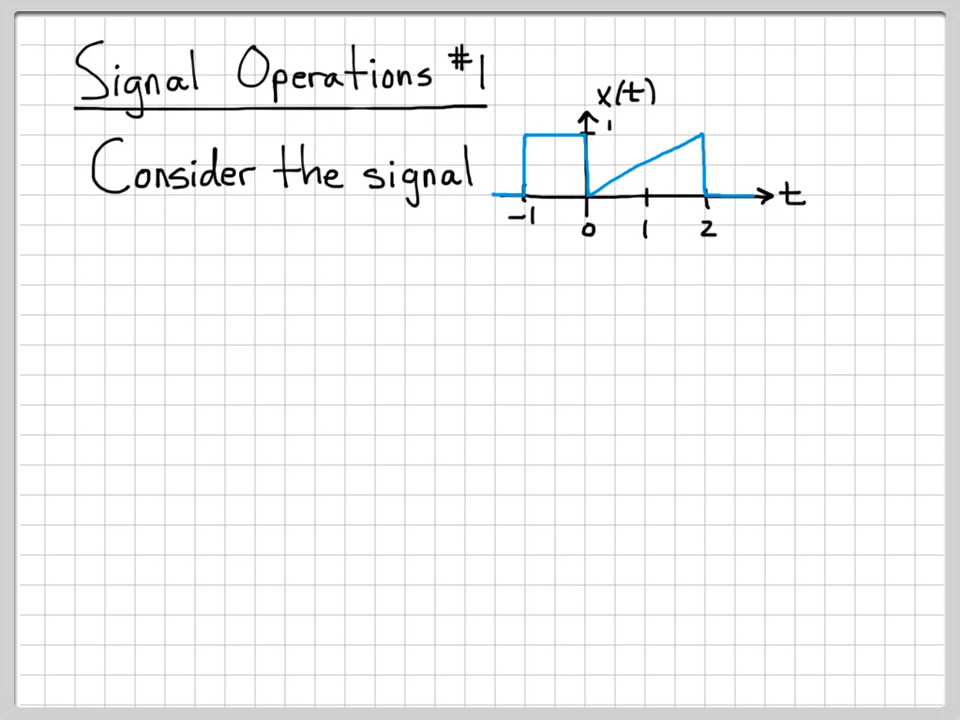 Signal Operations #1
x(t)
1
Consider the signal
t
-1 0 1 2